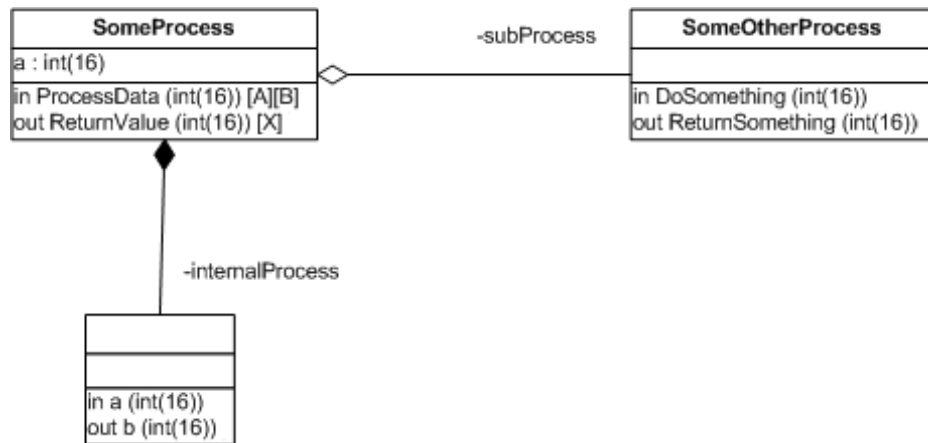 SomeProcess
a : int(16)
in ProcessData (int(16)) [A][B]
out ReturnValue (int(16)) [X]
-subProcess
SomeOtherProcess
in DoSomething (int(16))
out ReturnSomething (int(16))
-internalProcess
in a (int(16))
out b (int(16))